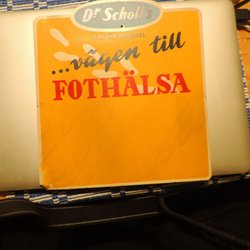 Dr Scholl's
...vägen till
FOTHÄLSA